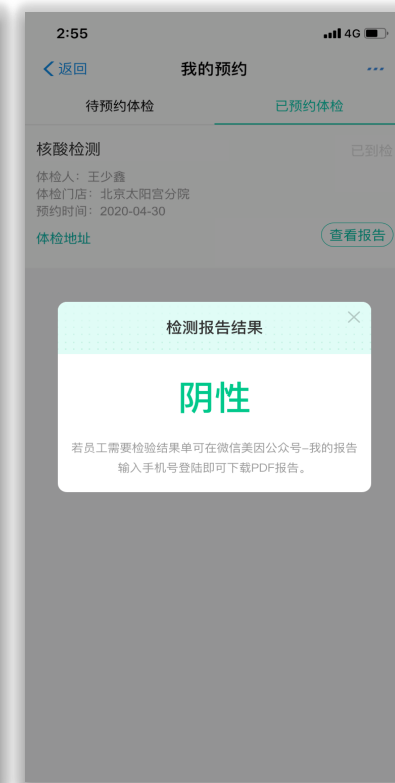 2:55
4G
返回
我的预约
待预约体检
已预约体检
核酸检测
已到检
体检人：王少鑫
体检门店：北京太阳宫分院
预约时间：2020-04-30
体检地址
查看报告
检测报告结果
阴性
若员工需要检验结果单可在微信美因公众号-我的报告
输入手机号登陆即可下载PDF报告。